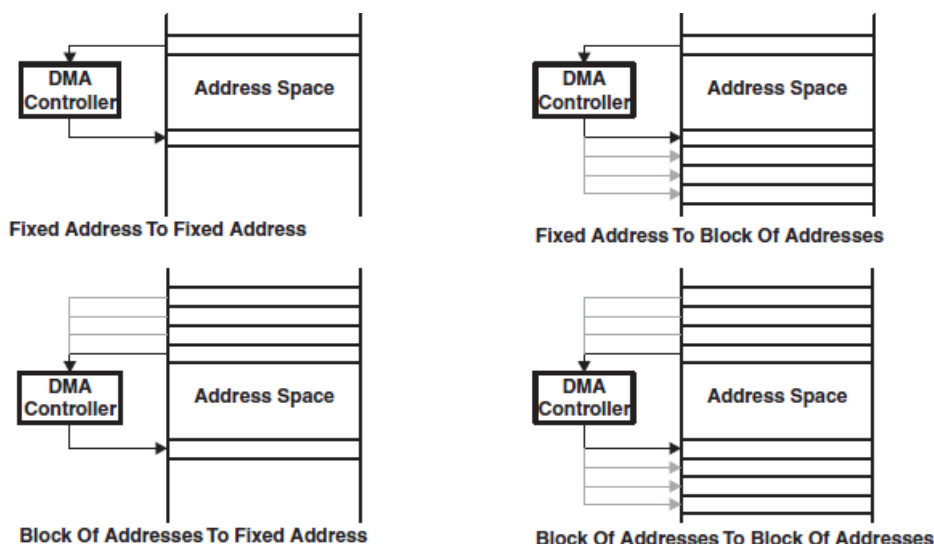 DMA
Controller
Address Space
Fixed Address To Fixed Address
DMA
Controller
Address Space
Fixed Address To Block Of Addresses
DMA
Controller
Address Space
Block Of Addresses To Fixed Address
DMA
Controller
Address Space
Block Of Addresses To Block Of Addresses